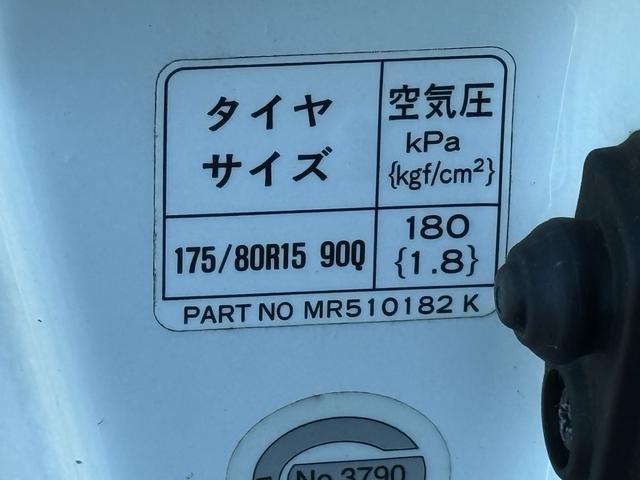 タイヤ
サイズ
空気圧
kPa
{kgf/cm²}
175/80R15 90Q
180
{1.8}
PART NO MR510182 K
No 3790